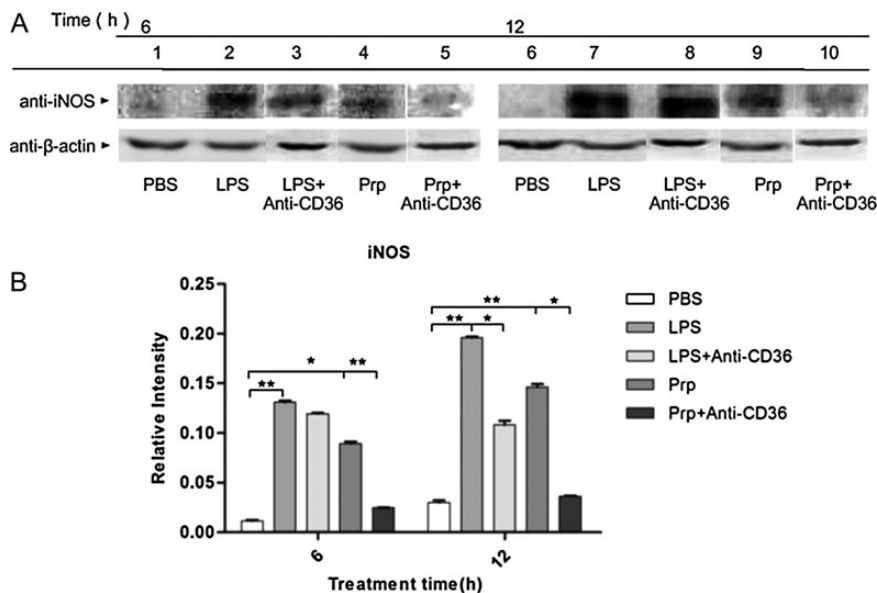 A
Time ( h ) 6 12
1 2 3 4 5 6 7 8 9 10
anti-iNOS
anti-β-actin
PBS LPS LPS+ Prp Prp+ PBS LPS LPS+ Prp Prp+
Anti-CD36 Anti-CD36 Anti-CD36 Anti-CD36
B
iNOS
Relative Intensity
0.25
0.20
0.15
0.10
0.05
0.00
** * ** ** ** * *
6 12
Treatment time(h)
PBS
LPS
LPS+Anti-CD36
Prp
Prp+Anti-CD36